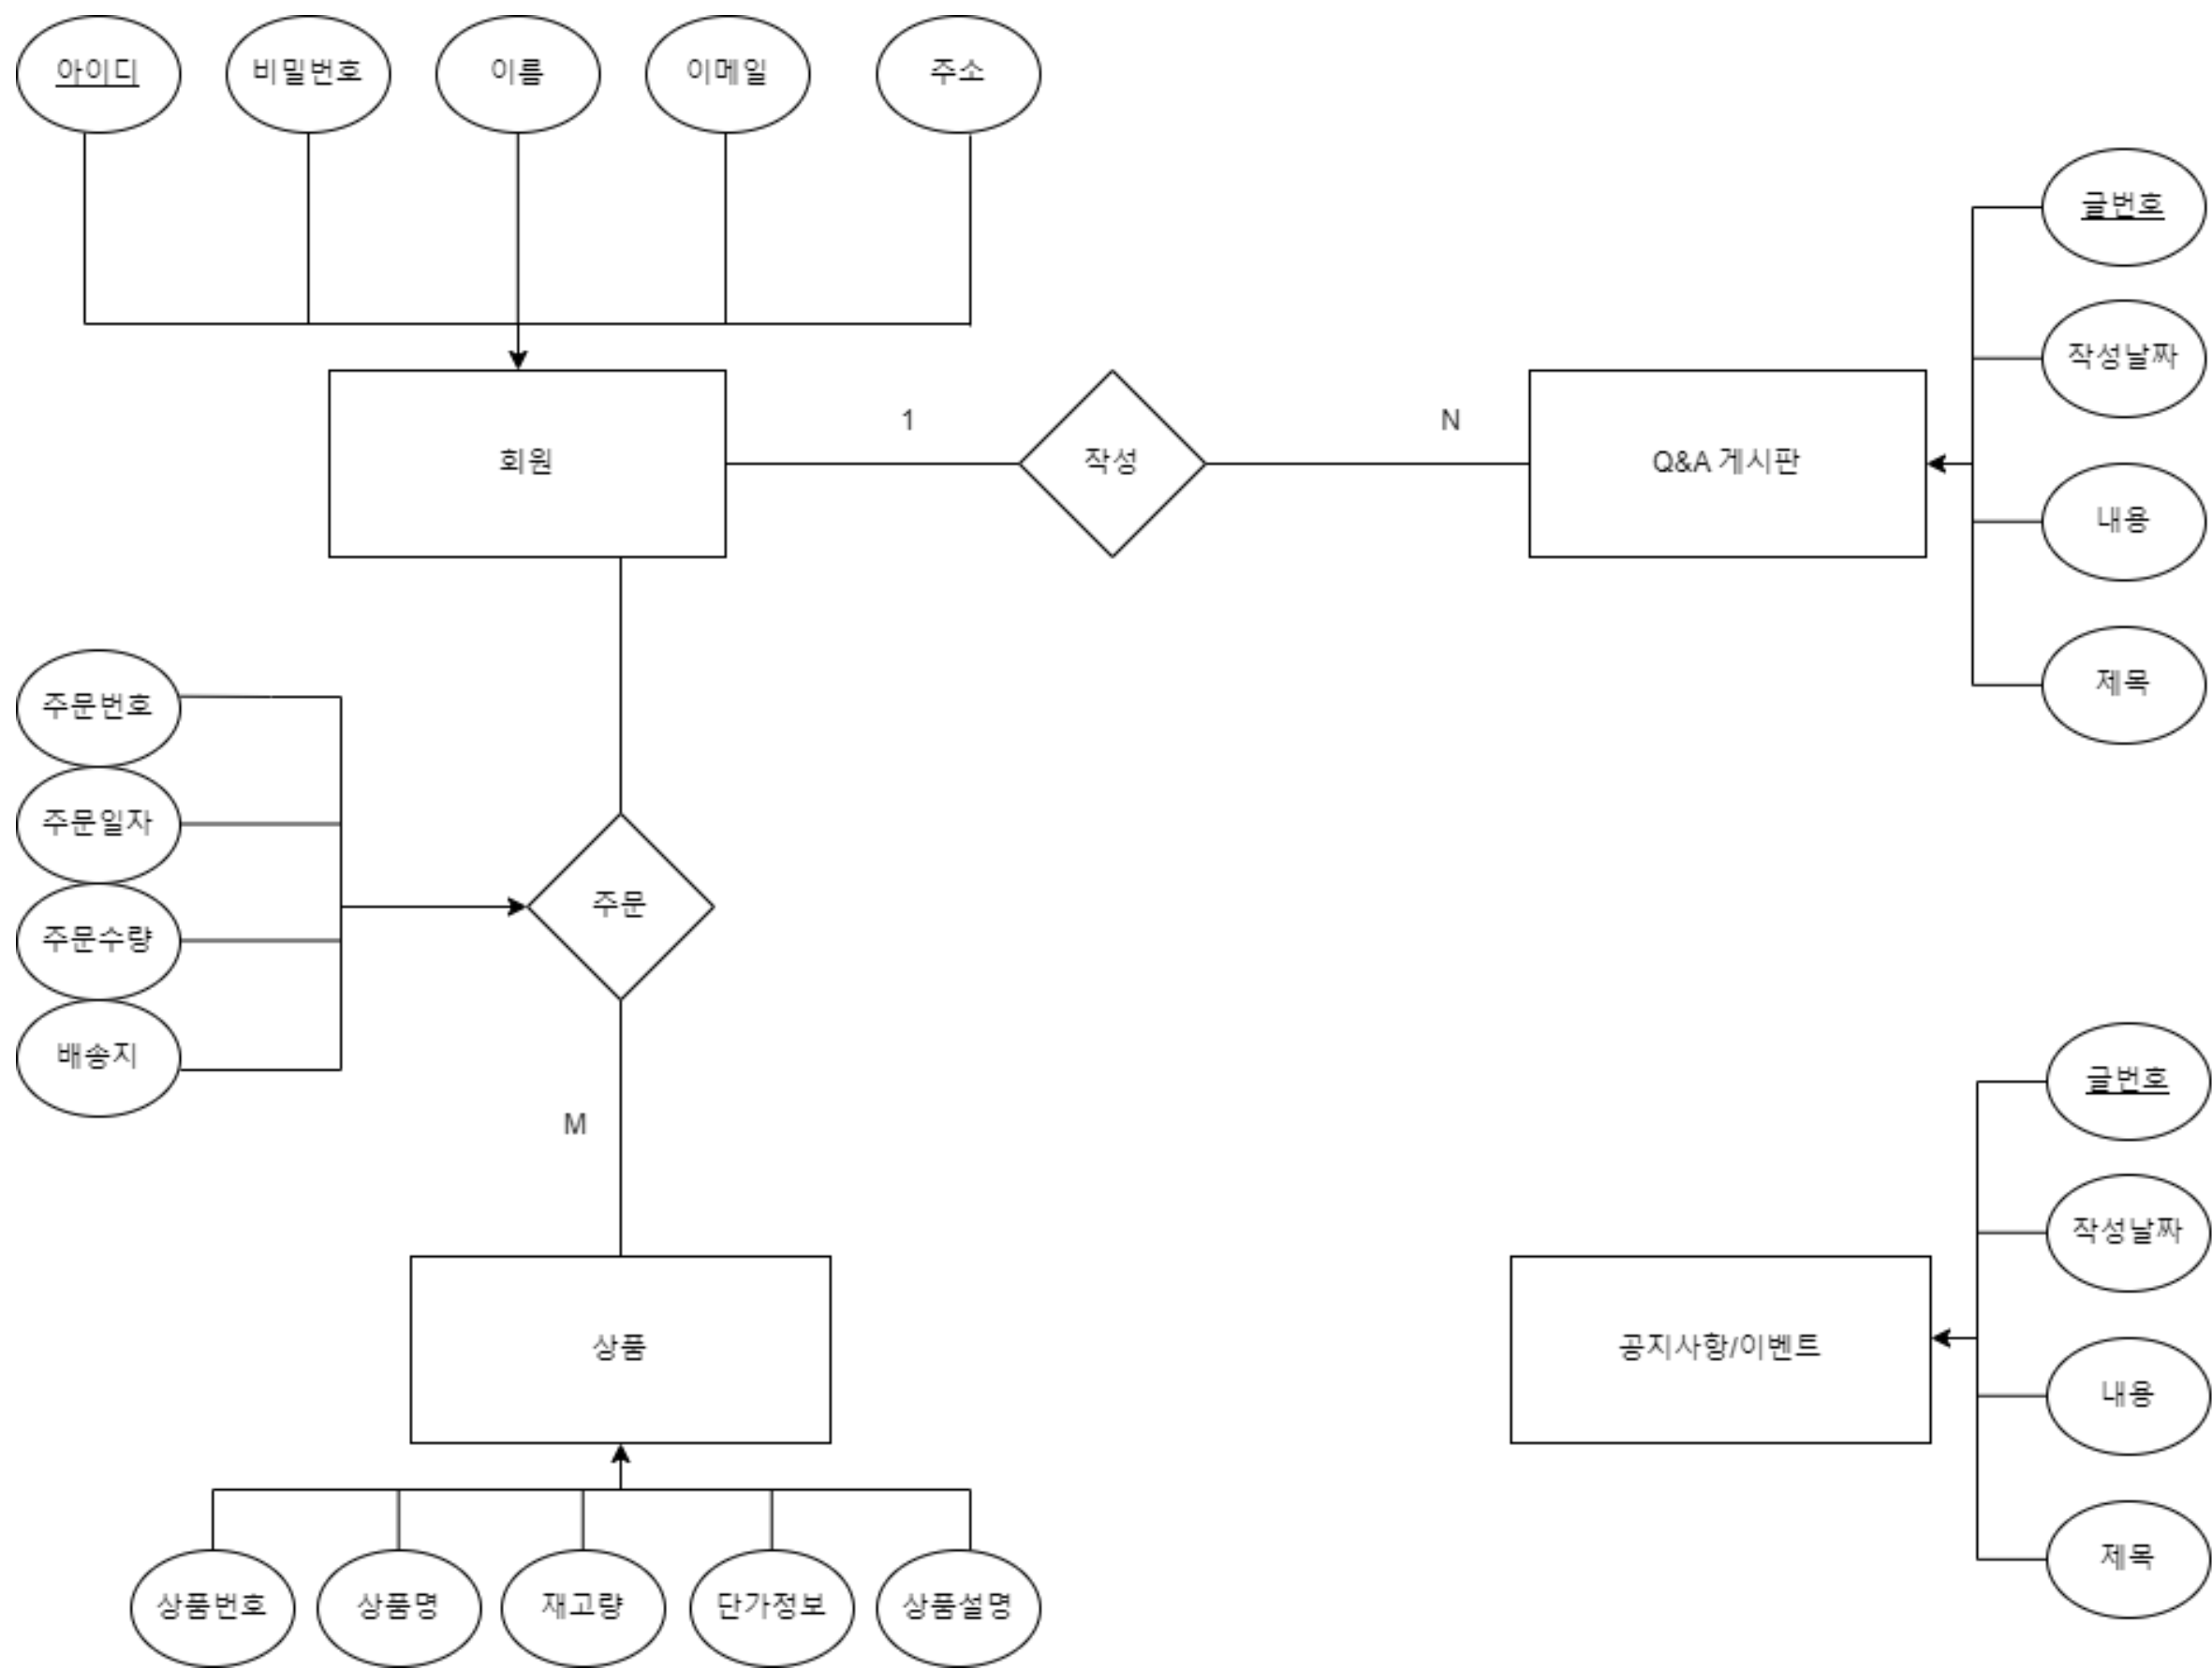 아이디
비밀번호
이름
이메일
주소
글번호
작성날짜
내용
제목
회원
1
작성
N
Q&A 게시판
주문번호
주문일자
주문수량
배송지
주문
M
상품
공지사항/이벤트
글번호
작성날짜
내용
제목
상품번호
상품명
재고량
단가정보
상품설명